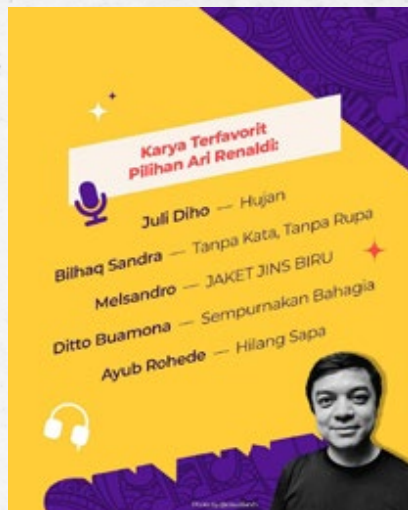 Karya Terfavorit
Pilihan Ari Renaldi:
Juli Diho — Hujan
Bilhaq Sandra — Tanpa Kata, Tanpa Rupa
Melsandro — JAKET JINS BIRU
Ditto Buamona — Sempurnakan Bahagia
Ayub Rohede — Hilang Sapa